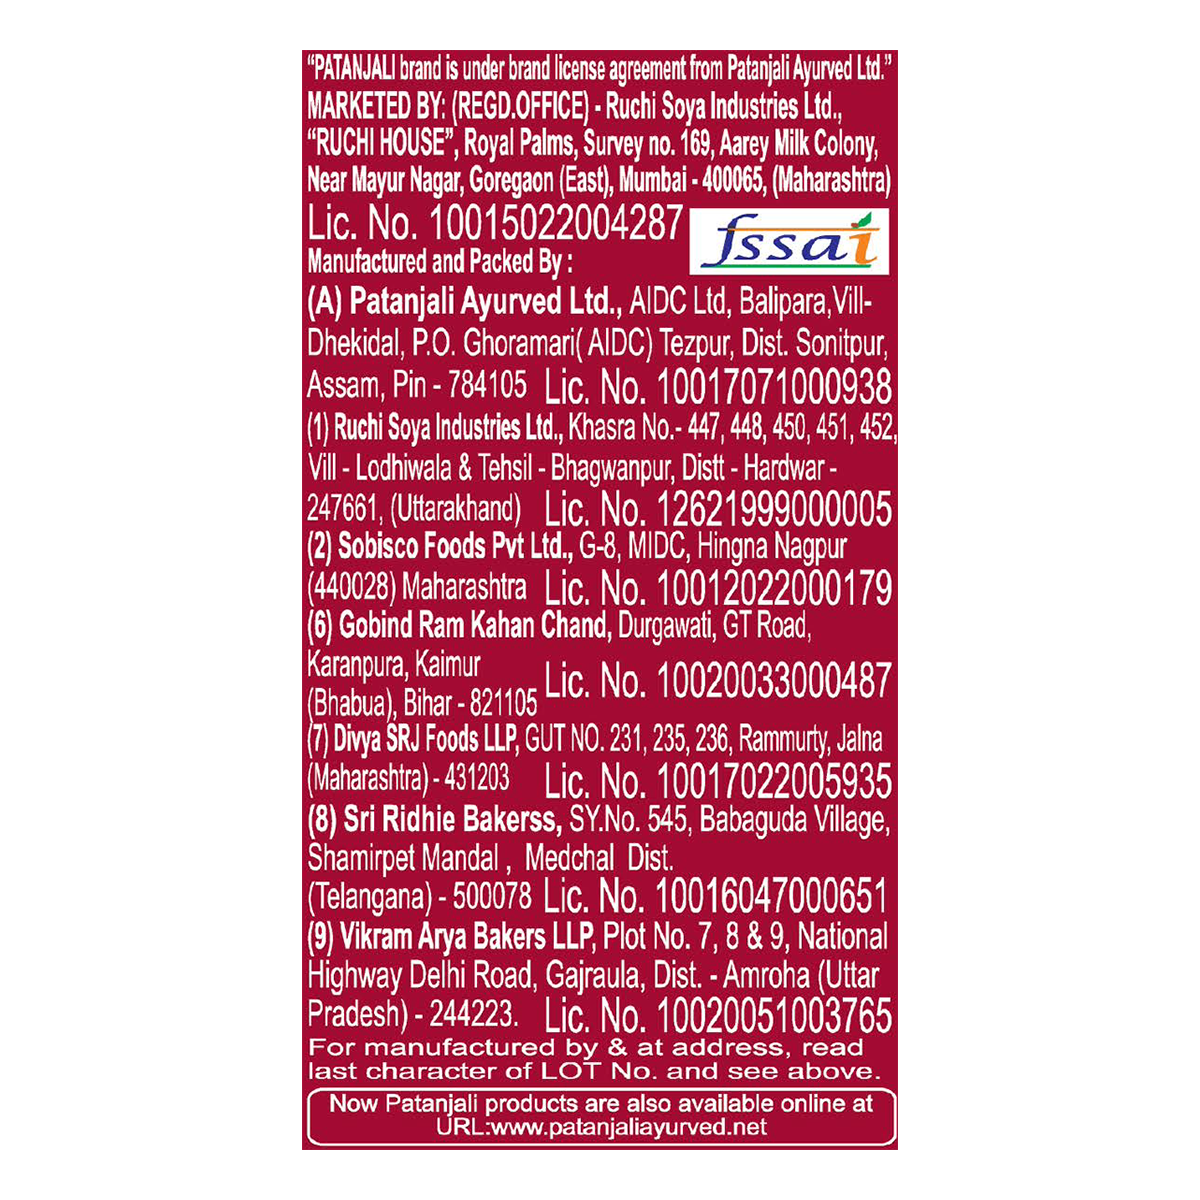 “PATANJALI brand is under brand license agreement from Patanjali Ayurved Ltd.”
MARKETED BY: (REGD.OFFICE) - Ruchi Soya Industries Ltd.,
“RUCHI HOUSE”, Royal Palms, Survey no. 169, Aarey Milk Colony,
Near Mayur Nagar, Goregaon (East), Mumbai - 400065, (Maharashtra)
Lic. No. 10015022004287 fssai
Manufactured and Packed By :
(A) Patanjali Ayurved Ltd., AIDC Ltd, Balipara,Vill-
Dhekidal, P.O. Ghoramari( AIDC) Tezpur, Dist. Sonitpur,
Assam, Pin - 784105 Lic. No. 10017071000938
(1) Ruchi Soya Industries Ltd., Khasra No.- 447, 448, 450, 451, 452,
Vill - Lodhiwala & Tehsil - Bhagwanpur, Distt - Hardwar -
247661, (Uttarakhand) Lic. No. 12621999000005
(2) Sobisco Foods Pvt Ltd., G-8, MIDC, Hingna Nagpur
(440028) Maharashtra Lic. No. 10012022000179
(6) Gobind Ram Kahan Chand, Durgawati, GT Road,
Karanpura, Kaimur
(Bhabua), Bihar - 821105 Lic. No. 10020033000487
(7) Divya SRJ Foods LLP, GUT NO. 231, 235, 236, Rammurty, Jalna
(Maharashtra) - 431203 Lic. No. 10017022005935
(8) Sri Ridhie Bakerss, SY.No. 545, Babaguda Village,
Shamirpet Mandal , Medchal Dist.
(Telangana) - 500078 Lic. No. 10016047000651
(9) Vikram Arya Bakers LLP, Plot No. 7, 8 & 9, National
Highway Delhi Road, Gajraula, Dist. - Amroha (Uttar
Pradesh) - 244223. Lic. No. 10020051003765
For manufactured by & at address, read
last character of LOT No. and see above.
Now Patanjali products are also available online at
URL:www.patanjaliayurved.net